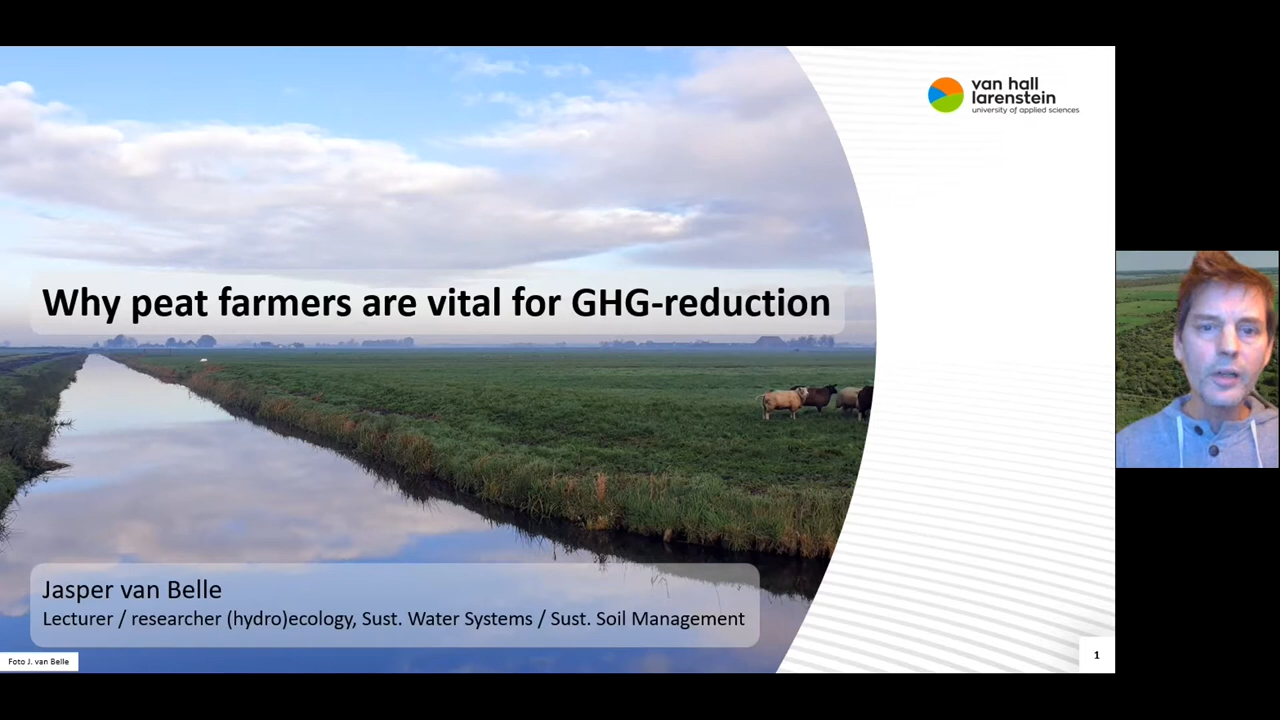 van hall
larenstein
university of applied sciences
Why peat farmers are vital for GHG-reduction
Jasper van Belle
Lecturer / researcher (hydro)ecology, Sust. Water Systems / Sust. Soil Management
Foto J. van Belle
1